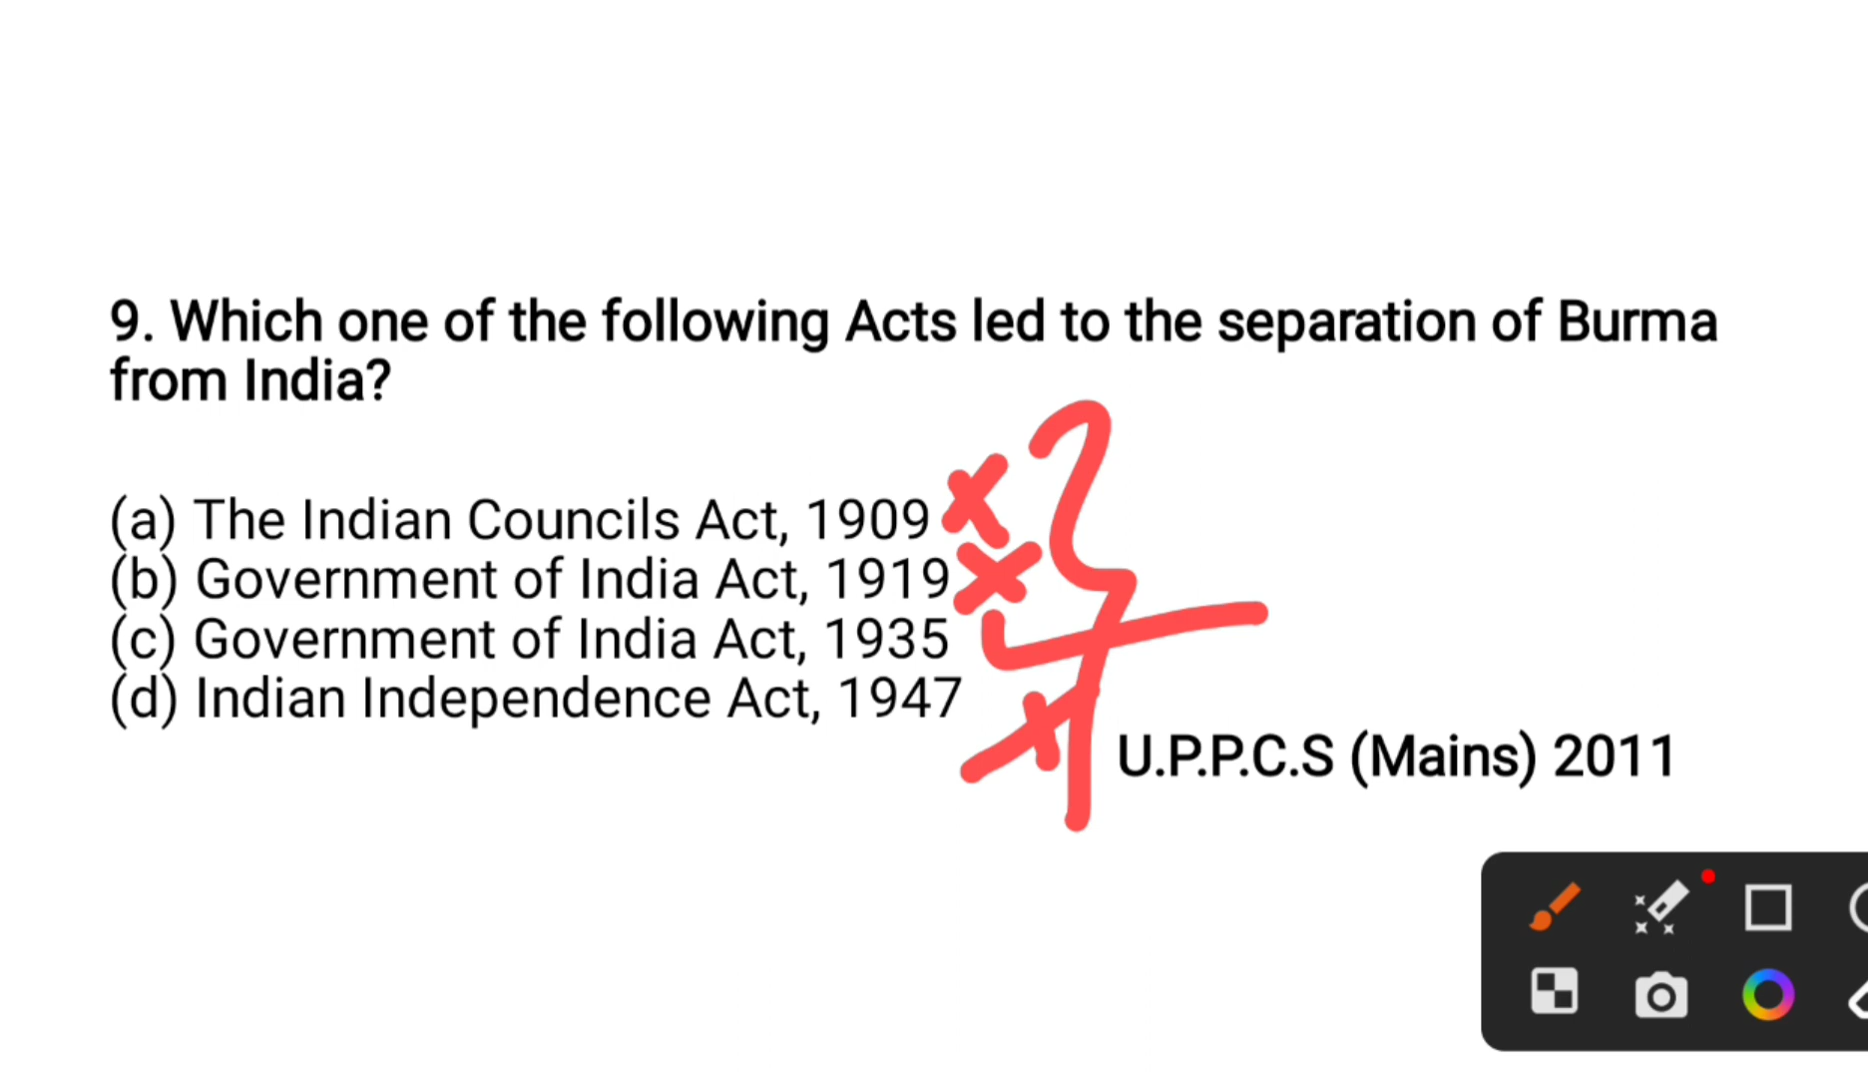 9. Which one of the following Acts led to the separation of Burma
from India?
(a) The Indian Councils Act, 1909
(b) Government of India Act, 1919
(c) Government of India Act, 1935
(d) Indian Independence Act, 1947
U.P.P.C.S (Mains) 2011